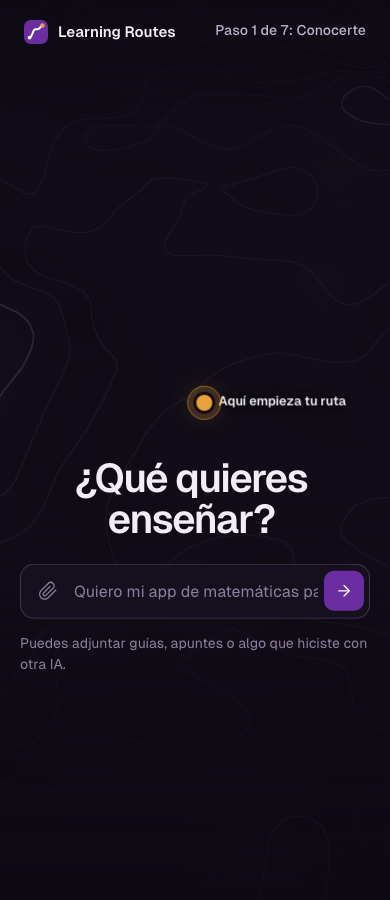 Learning Routes
Paso 1 de 7: Conocerte
Aquí empieza tu ruta
¿Qué quieres
enseñar?
Quiero mi app de matemáticas pa
Puedes adjuntar guías, apuntes o algo que hiciste con
otra IA.